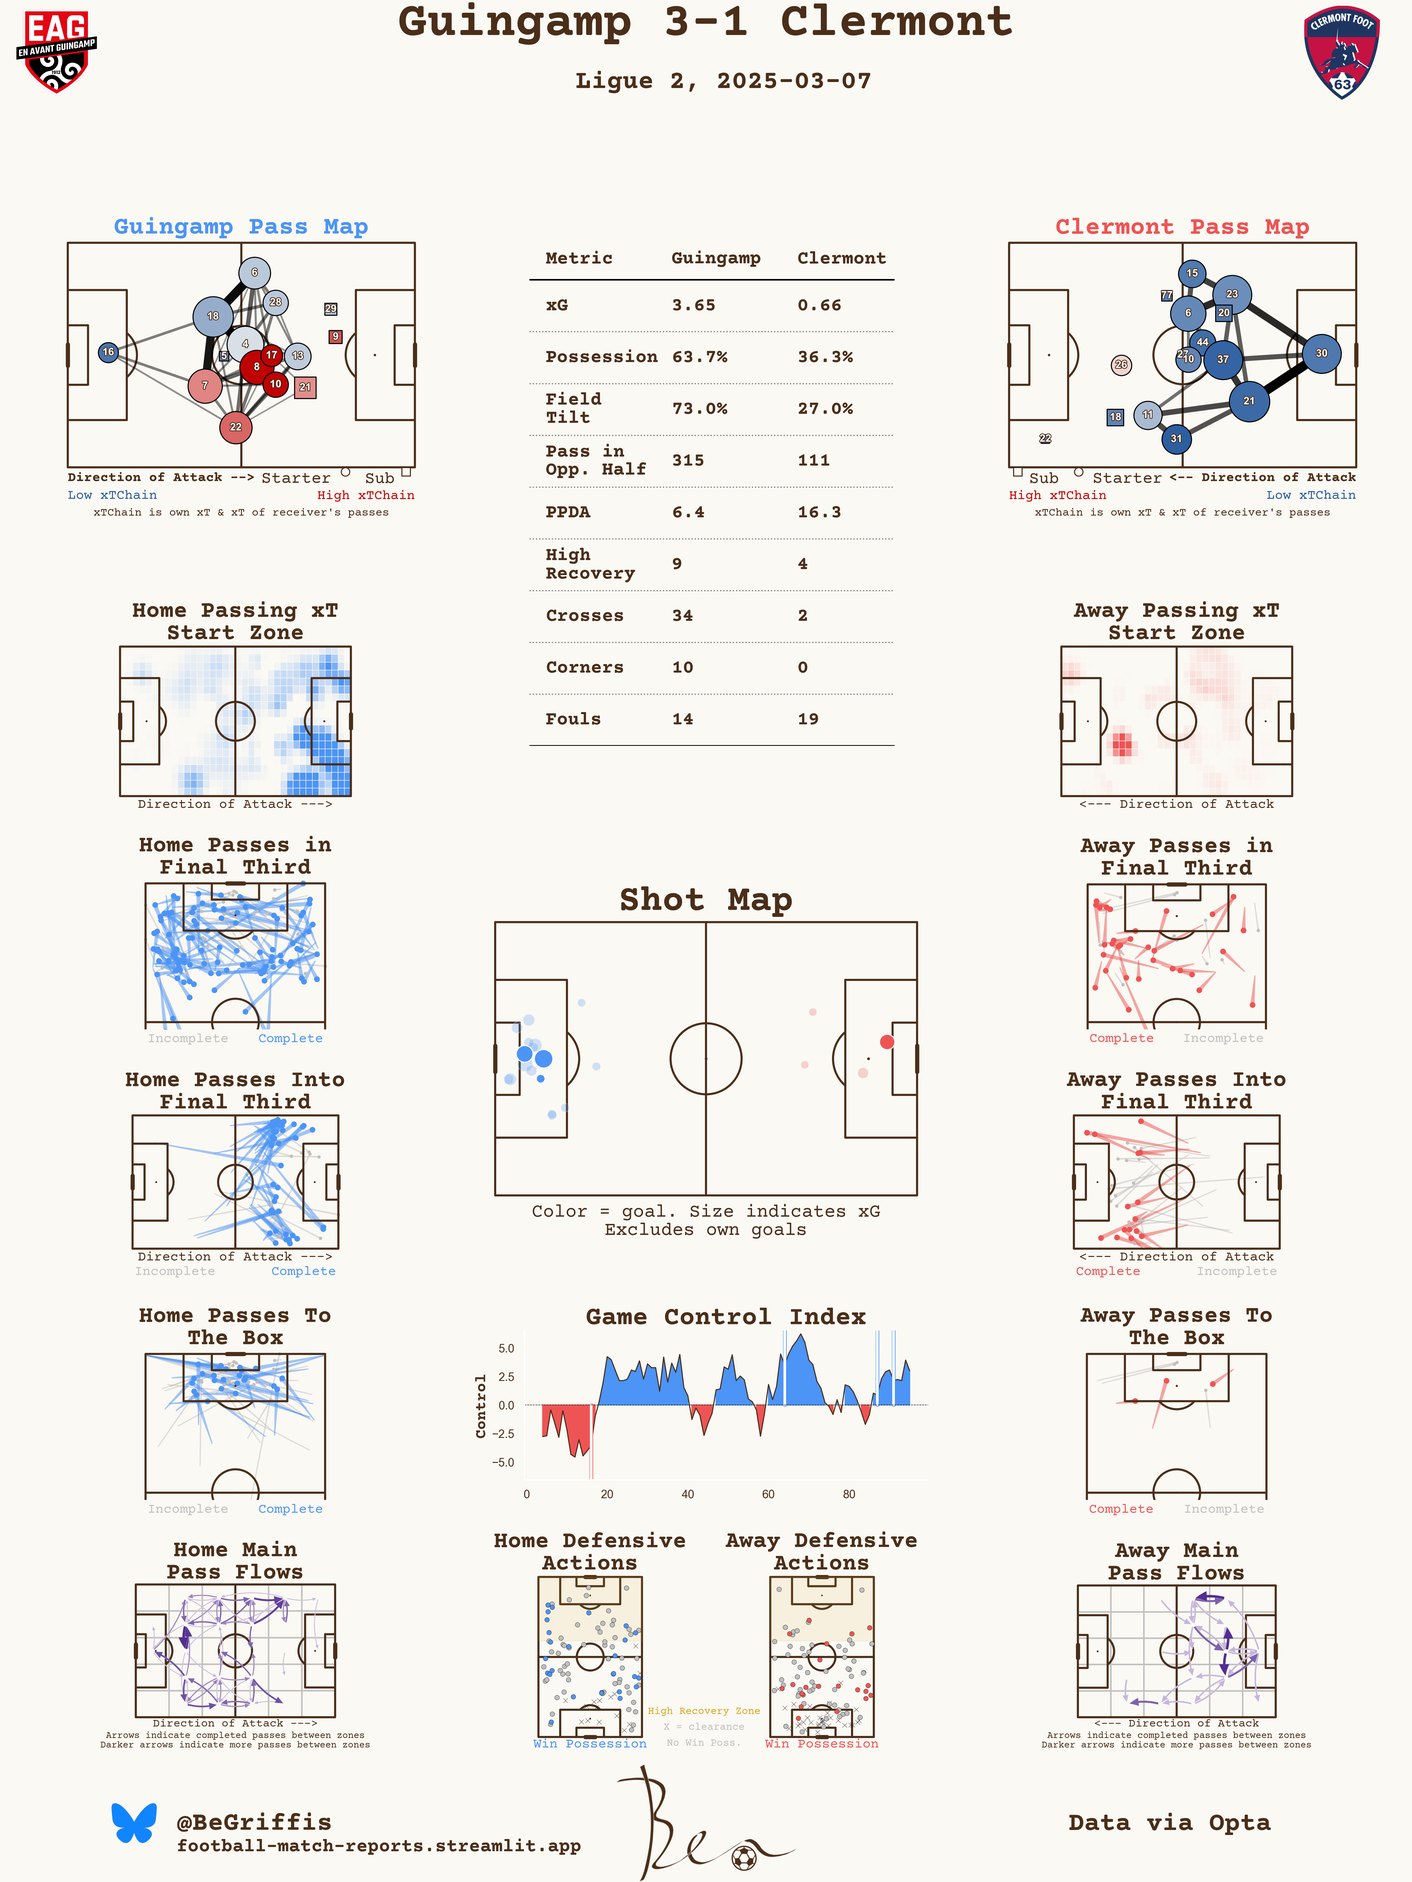 Guingamp 3-1 Clermont
Ligue 2, 2025-03-07
EAG
EN AVANT GUINGAMP
1912
CLERMONT FOOT
63
Guingamp Pass Map
6
28
18
29
4
9
5
17
13
16
8
7
10
21
22
Direction of Attack --> Starter Sub
Low xTChain High xTChain
xTChain is own xT & xT of receiver's passes
Metric Guingamp Clermont
xG 3.65 0.66
Possession 63.7% 36.3%
Field
Tilt 73.0% 27.0%
Pass in
Opp. Half 315 111
PPDA 6.4 16.3
High
Recovery 9 4
Crosses 34 2
Corners 10 0
Fouls 14 19
Clermont Pass Map
15
77
23
6
20
44
27
10
37
30
26
21
11
18
31
22
Sub Starter <-- Direction of Attack
High xTChain Low xTChain
xTChain is own xT & xT of receiver's passes
Home Passing xT
Start Zone
Direction of Attack --->
Away Passing xT
Start Zone
<--- Direction of Attack
Home Passes in
Final Third
Incomplete Complete
Away Passes in
Final Third
Complete Incomplete
Shot Map
Color = goal. Size indicates xG
Excludes own goals
Home Passes Into
Final Third
Direction of Attack --->
Incomplete Complete
Away Passes Into
Final Third
<--- Direction of Attack
Complete Incomplete
Home Passes To
The Box
Incomplete Complete
Game Control Index
Control
5.0
2.5
0.0
−2.5
−5.0
0 20 40 60 80
Away Passes To
The Box
Complete Incomplete
Home Main
Pass Flows
Direction of Attack --->
Arrows indicate completed passes between zones
Darker arrows indicate more passes between zones
Home Defensive
Actions
Win Possession
Away Defensive
Actions
Win Possession
High Recovery Zone
X = clearance
No Win Poss.
Away Main
Pass Flows
<--- Direction of Attack
Arrows indicate completed passes between zones
Darker arrows indicate more passes between zones
@BeGriffis
football-match-reports.streamlit.app
Ben
Data via Opta